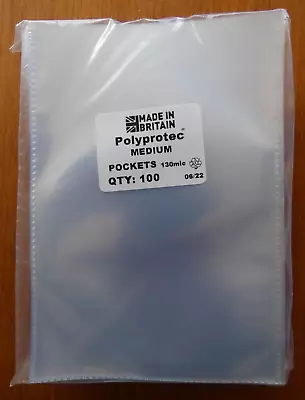 MADE IN
BRITAIN
Polyprotec
MEDIUM
POCKETS 130mic
QTY: 100 06/22